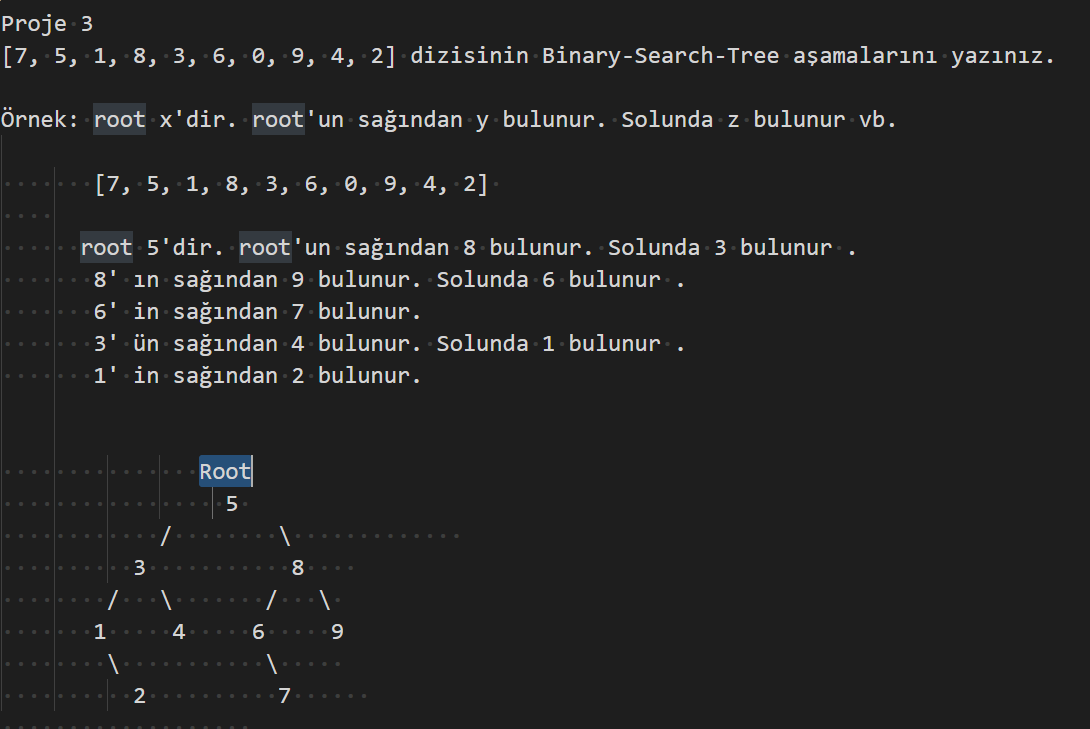 Proje 3
[7, 5, 1, 8, 3, 6, 0, 9, 4, 2] dizisinin Binary-Search-Tree aşamalarını yazınız.
Örnek: root x'dir. root'un sağından y bulunur. Solunda z bulunur vb.
[7, 5, 1, 8, 3, 6, 0, 9, 4, 2]
root 5'dir. root'un sağından 8 bulunur. Solunda 3 bulunur .
8' ın sağından 9 bulunur. Solunda 6 bulunur .
6' in sağından 7 bulunur.
3' ün sağından 4 bulunur. Solunda 1 bulunur .
1' in sağından 2 bulunur.
Root
5
/ \
3 8
/ \ / \
1 4 6 9
\ \
2 7